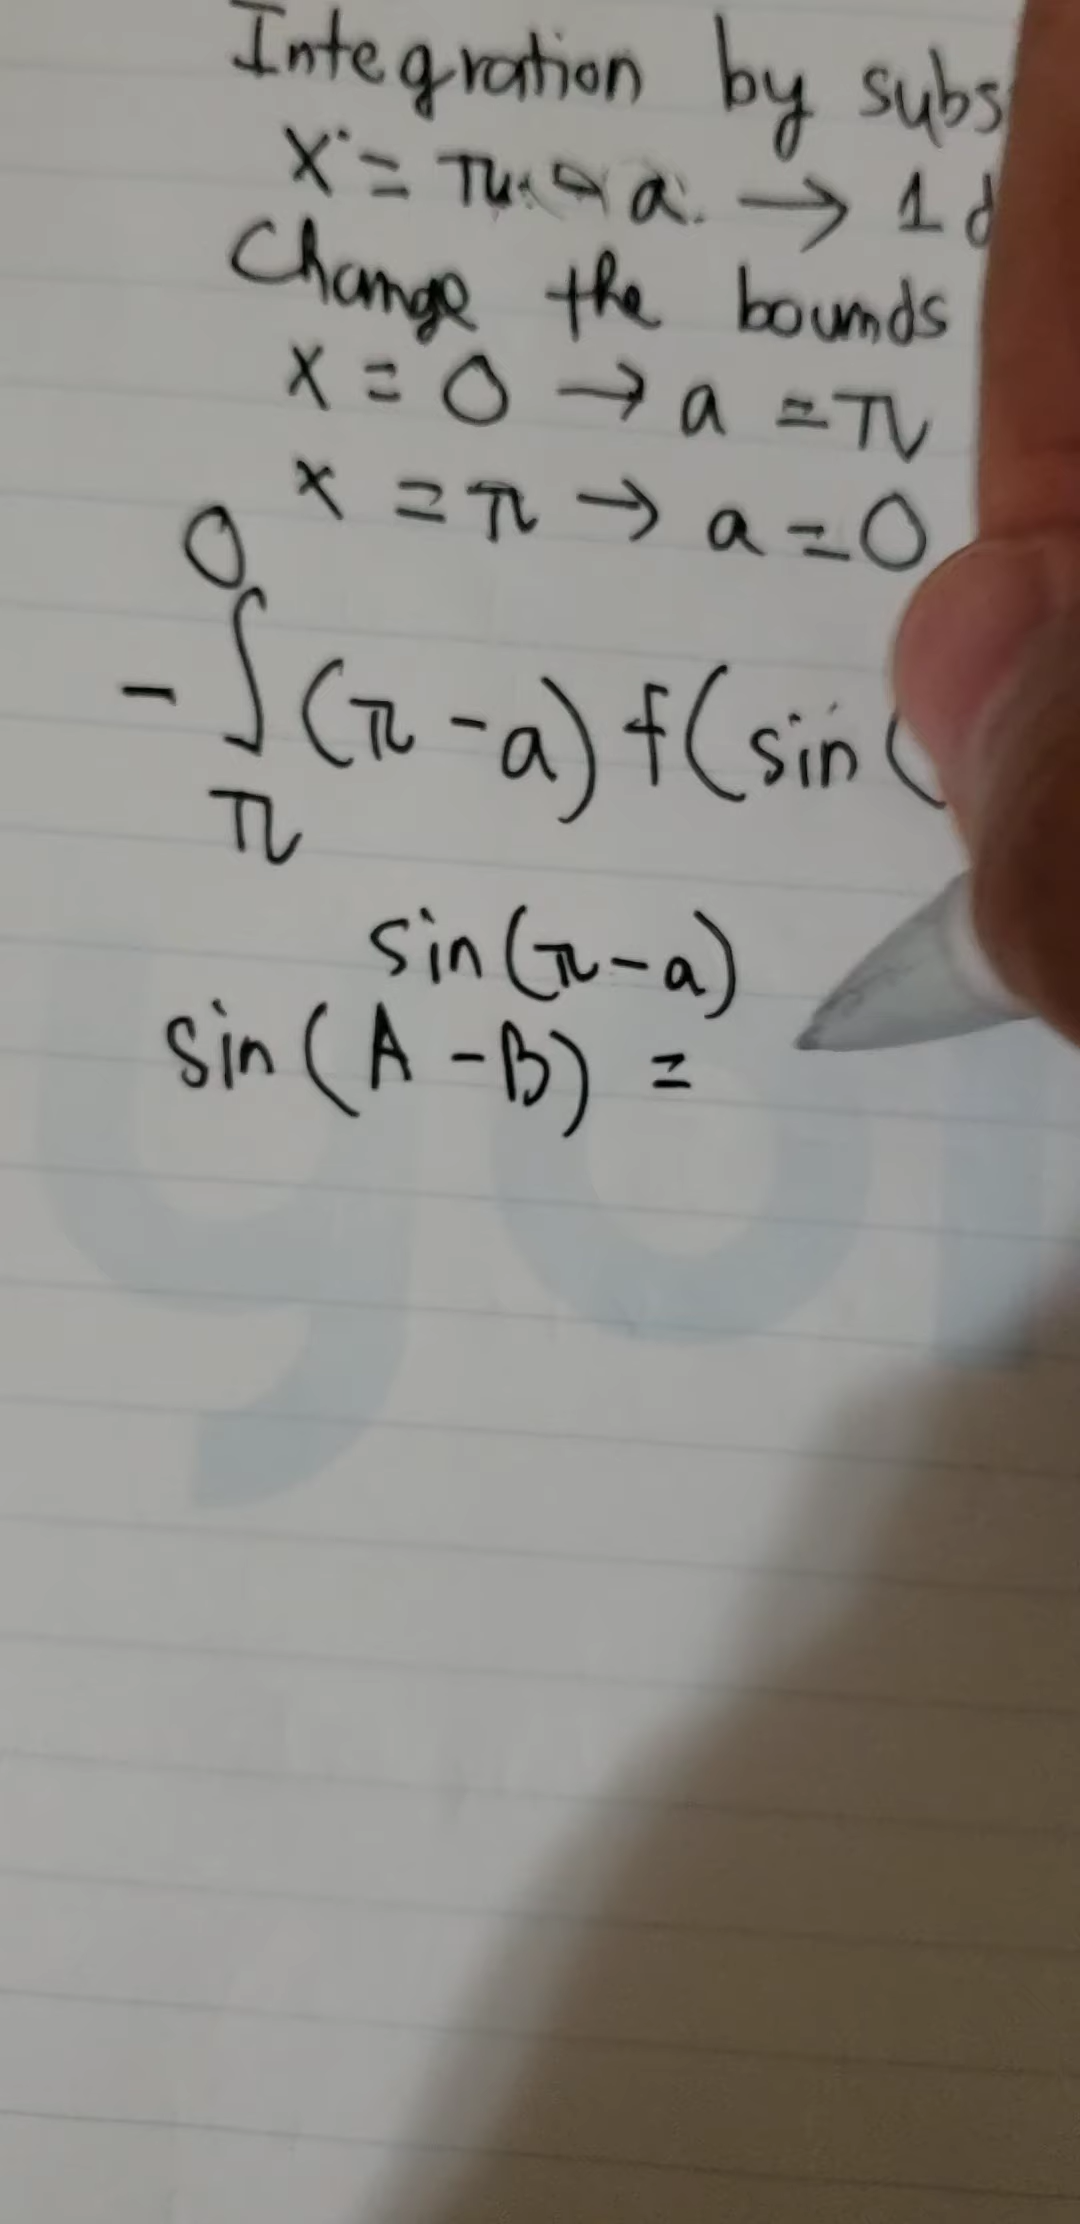 Integration by subs
x = π - a → 1 d
Change the bounds
x = 0 → a = π
x = π → a = 0
0
- ∫ (π - a) f(sin(
π
sin(π - a)
sin(A - B) =